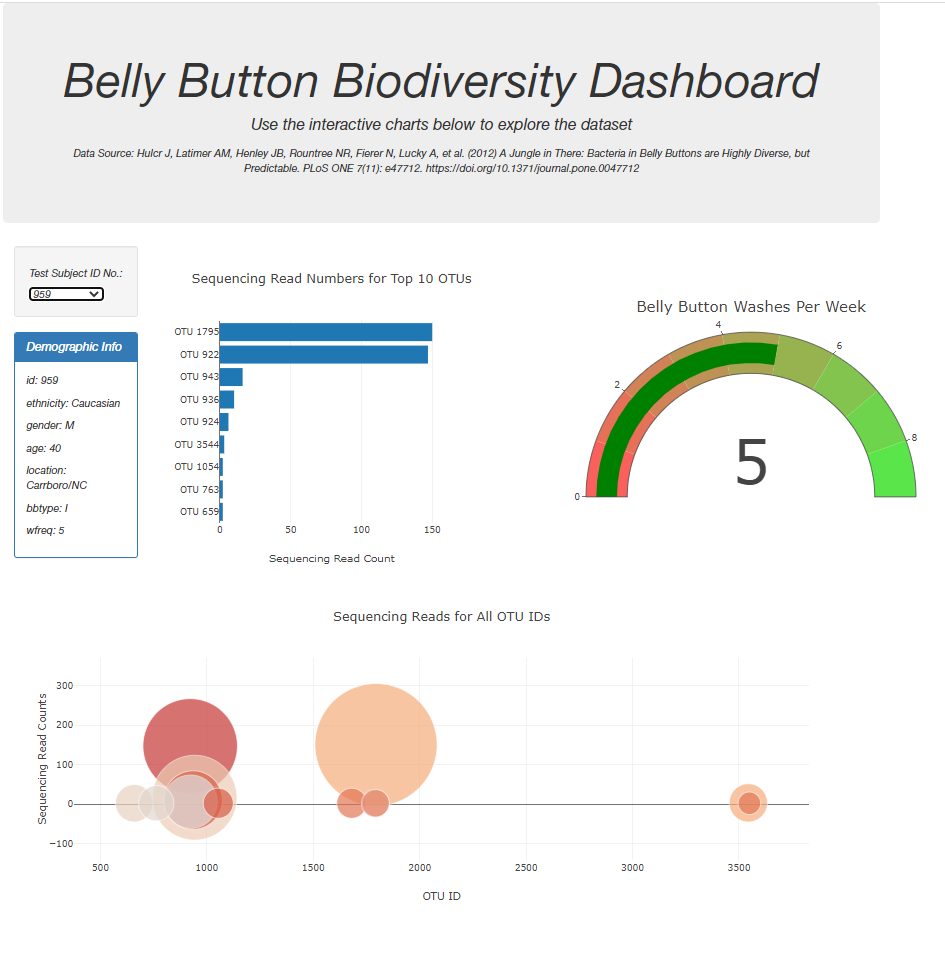 Belly Button Biodiversity Dashboard
Use the interactive charts below to explore the dataset
Data Source: Hulcr J, Latimer AM, Henley JB, Rountree NR, Fierer N, Lucky A, et al. (2012) A Jungle in There: Bacteria in Belly Buttons are Highly Diverse, but
Predictable. PLoS ONE 7(11): e47712. https://doi.org/10.1371/journal.pone.0047712
Test Subject ID No.:
959
Demographic Info
id: 959
ethnicity: Caucasian
gender: M
age: 40
location:
Carrboro/NC
bbtype: I
wfreq: 5
Sequencing Read Numbers for Top 10 OTUs
OTU 1795
OTU 922
OTU 943
OTU 936
OTU 924
OTU 3544
OTU 1054
OTU 763
OTU 659
0 50 100 150
Sequencing Read Count
Belly Button Washes Per Week
0
2
4
6
8
5
Sequencing Reads for All OTU IDs
Sequencing Read Counts
300
200
100
0
−100
500 1000 1500 2000 2500 3000 3500
OTU ID